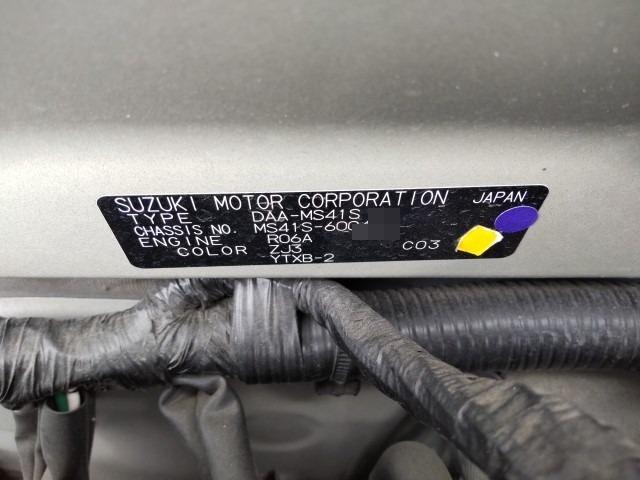 SUZUKI MOTOR CORPORATION JAPAN
TYPE DAA-MS41S
CHASSIS NO. MS41S-600
ENGINE R06A C03
COLOR ZJ3
YTXB-2